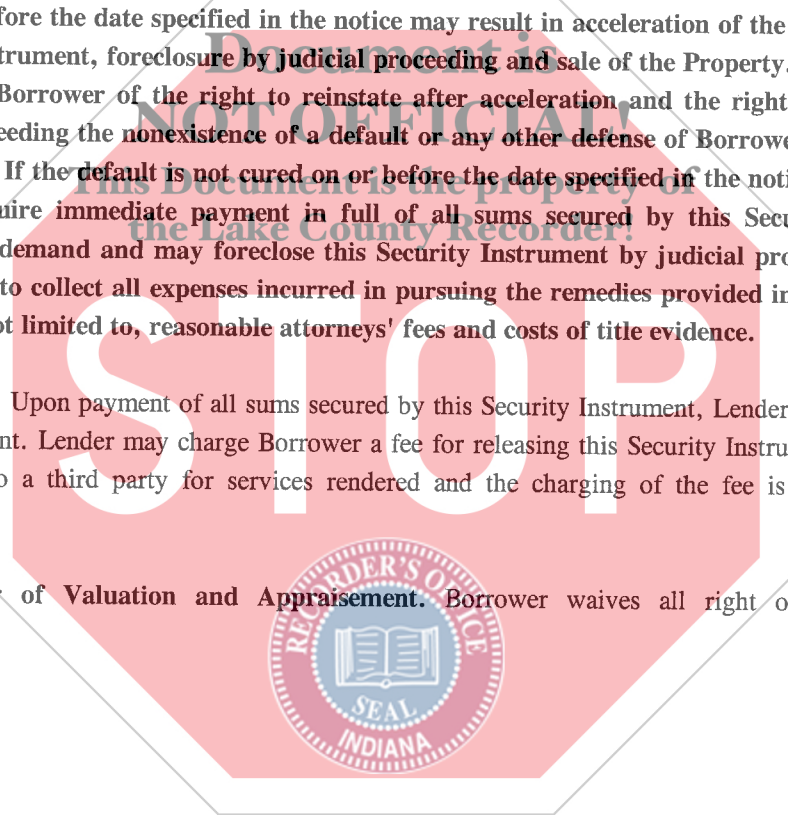 fore the date specified in the notice may result in acceleration of the
Document is
trument, foreclosure by judicial proceeding and sale of the Property.
Borrower of the right to reinstate after acceleration and the right
NOT OFFICIAL!
eeding the nonexistence of a default or any other defense of Borrowe
If the default is not cured on or before the date specified in the noti
This Document is the property of
uire immediate payment in full of all sums secured by this Secu
the Lake County Recorder!
demand and may foreclose this Security Instrument by judicial pro
to collect all expenses incurred in pursuing the remedies provided in
ot limited to, reasonable attorneys' fees and costs of title evidence.
STOP
Upon payment of all sums secured by this Security Instrument, Lender
nt. Lender may charge Borrower a fee for releasing this Security Instru
o a third party for services rendered and the charging of the fee is
r of Valuation and Appraisement. Borrower waives all right o
RECORDER'S OFFICE
SEAL
INDIANA